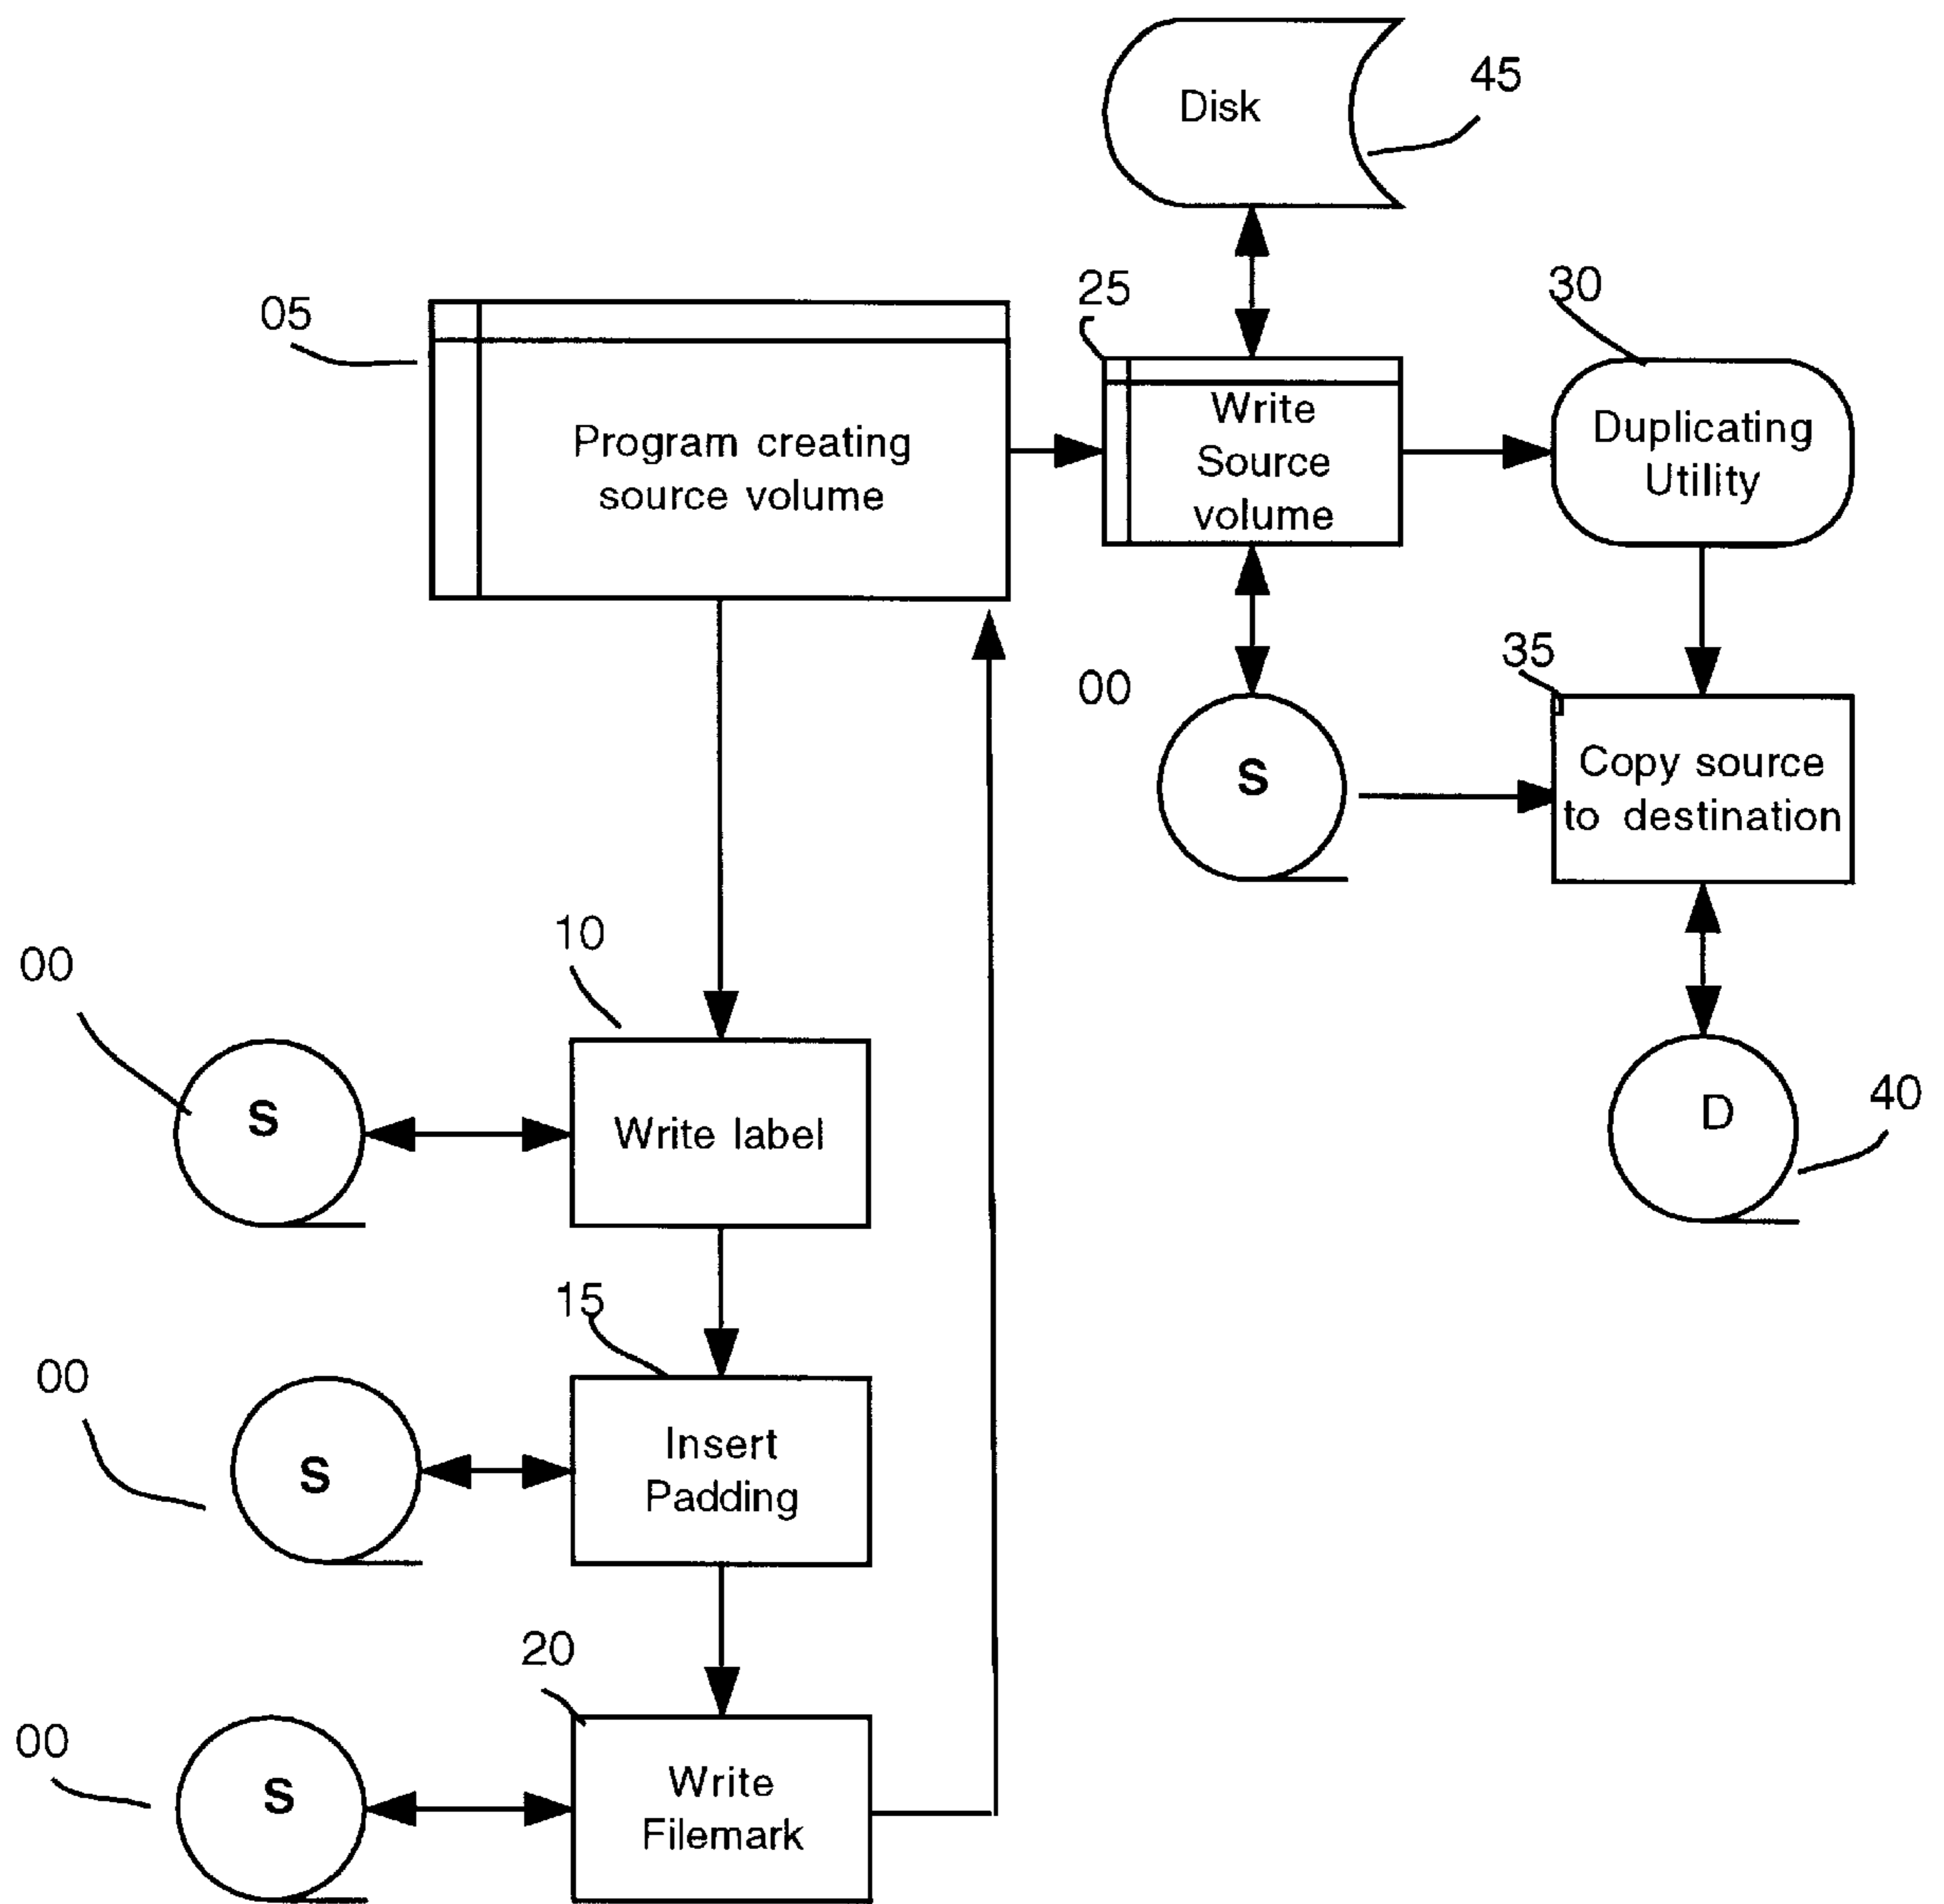 Disk
45
05
25
30
Program creating
source volume
Write
Source
volume
Duplicating
Utility
00
S
35
Copy source
to destination
D
40
00
S
10
Write label
00
S
15
Insert
Padding
00
S
20
Write
Filemark